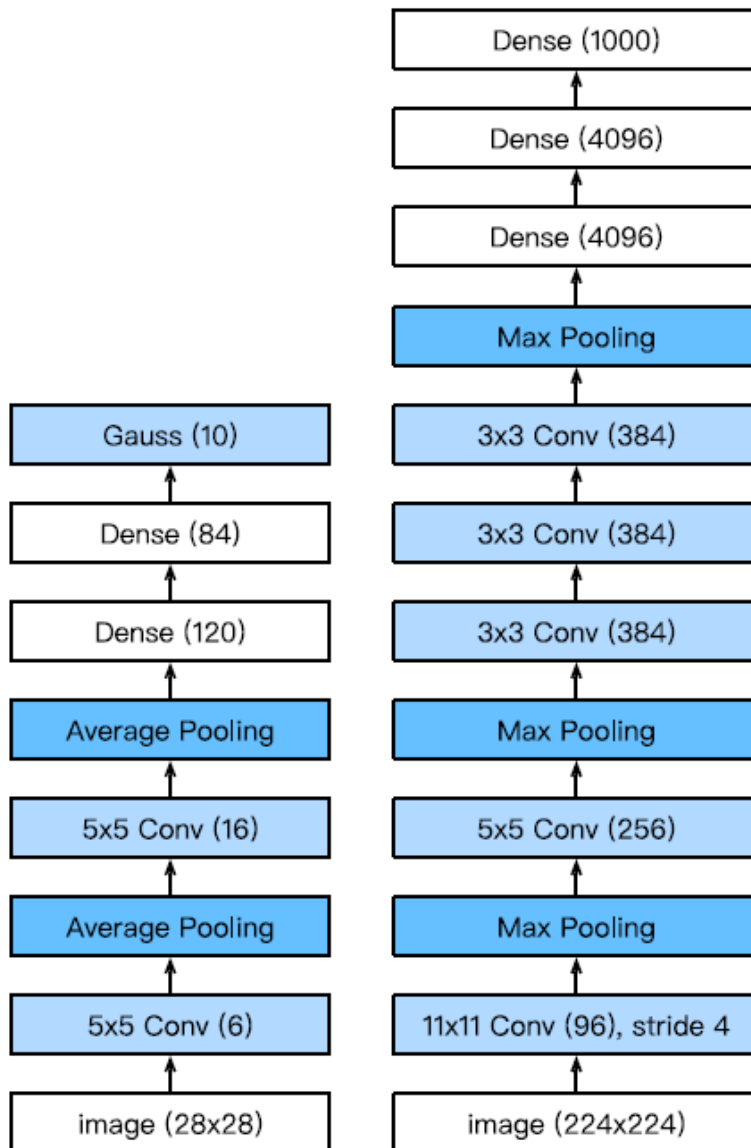 Dense (1000)
Dense (4096)
Dense (4096)
Max Pooling
Gauss (10)
3x3 Conv (384)
Dense (84)
3x3 Conv (384)
Dense (120)
3x3 Conv (384)
Average Pooling
Max Pooling
5x5 Conv (16)
5x5 Conv (256)
Average Pooling
Max Pooling
5x5 Conv (6)
11x11 Conv (96), stride 4
image (28x28)
image (224x224)